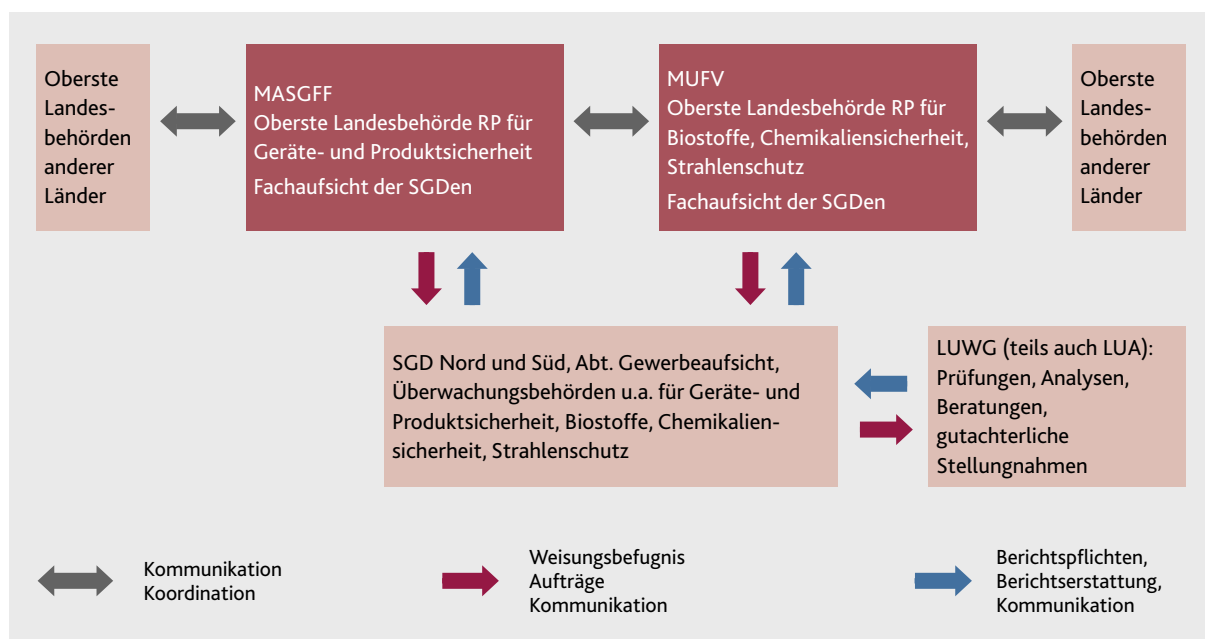 Oberste
Landes-
behörden
anderer
Länder
MASGFF
Oberste Landesbehörde RP für
Geräte- und Produktsicherheit
Fachaufsicht der SGDen
MUFV
Oberste Landesbehörde RP für
Biostoffe, Chemikaliensicherheit,
Strahlenschutz
Fachaufsicht der SGDen
Oberste
Landes-
behörden
anderer
Länder
SGD Nord und Süd, Abt. Gewerbeaufsicht,
Überwachungsbehörden u.a. für Geräte- und
Produktsicherheit, Biostoffe, Chemikalien-
sicherheit, Strahlenschutz
LUWG (teils auch LUA):
Prüfungen, Analysen,
Beratungen,
gutachterliche
Stellungnahmen
Kommunikation
Koordination
Weisungsbefugnis
Aufträge
Kommunikation
Berichtspflichten,
Berichtserstattung,
Kommunikation